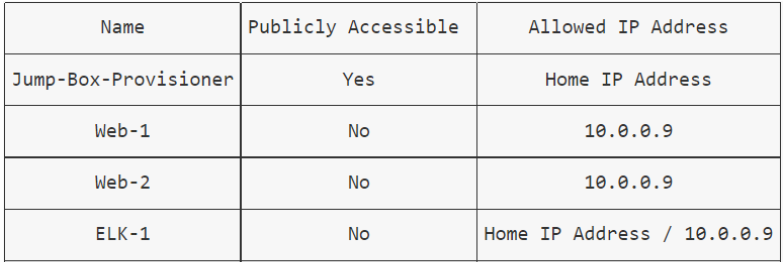 Name Publicly Accessible Allowed IP Address
Jump-Box-Provisioner Yes Home IP Address
Web-1 No 10.0.0.9
Web-2 No 10.0.0.9
ELK-1 No Home IP Address / 10.0.0.9